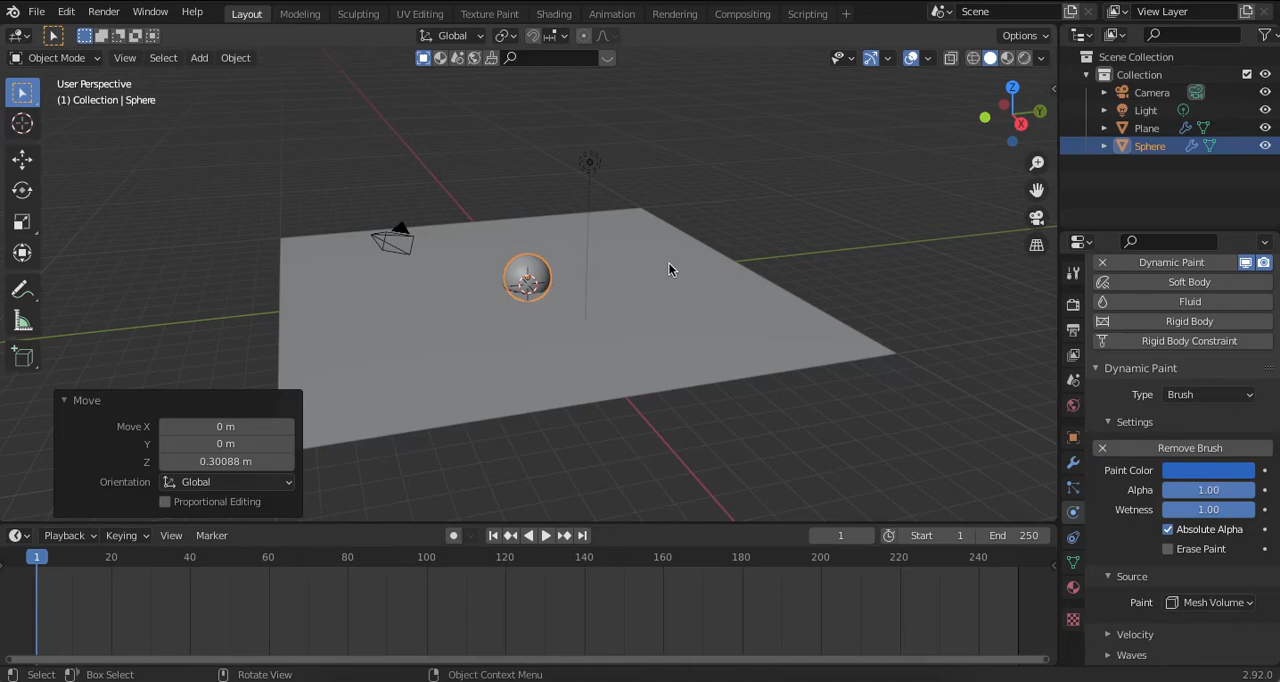 File Edit Render Window Help Layout Modeling Sculpting UV Editing Texture Paint Shading Animation Rendering Compositing Scripting + Scene View Layer
Global Options
Object Mode View Select Add Object
User Perspective
(1) Collection | Sphere
Z
Y
X
Scene Collection
Collection
Camera
Light
Plane
Sphere
Move
Move X 0 m
Y 0 m
Z 0.30088 m
Orientation Global
Proportional Editing
Dynamic Paint
Soft Body
Fluid
Rigid Body
Rigid Body Constraint
Dynamic Paint
Type Brush
Settings
Remove Brush
Paint Color
Alpha 1.00
Wetness 1.00
Absolute Alpha
Erase Paint
Source
Paint Mesh Volume
Velocity
Waves
Playback Keying View Marker 1 Start 1 End 250
1 20 40 60 80 100 120 140 160 180 200 220 240
Select Box Select Rotate View Object Context Menu 2.92.0